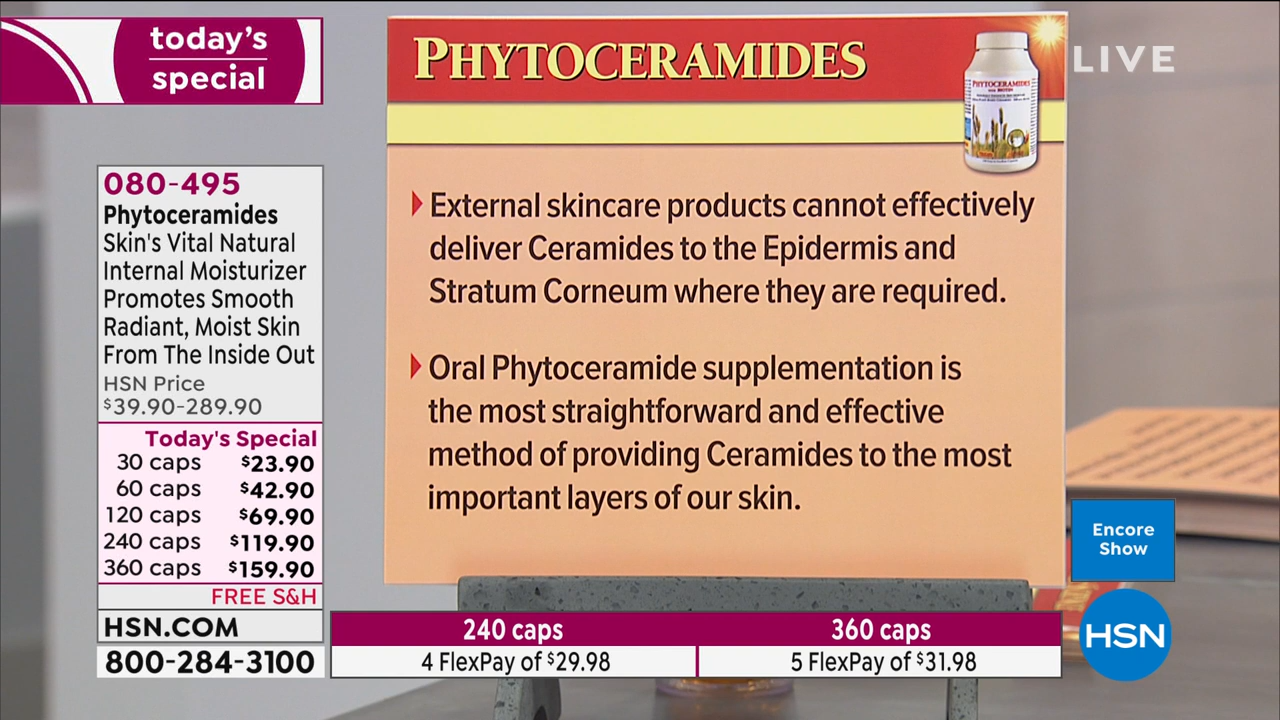 today's
special
PHYTOCERAMIDES
LIVE
PHYTOCERAMIDES
WITH BIOTIN
080-495
Phytoceramides
Skin's Vital Natural
Internal Moisturizer
Promotes Smooth
Radiant, Moist Skin
From The Inside Out
HSN Price
$39.90-289.90
Today's Special
30 caps $23.90
60 caps $42.90
120 caps $69.90
240 caps $119.90
360 caps $159.90
FREE S&H
HSN.COM
800-284-3100
External skincare products cannot effectively
deliver Ceramides to the Epidermis and
Stratum Corneum where they are required.
Oral Phytoceramide supplementation is
the most straightforward and effective
method of providing Ceramides to the most
important layers of our skin.
Encore
Show
HSN
240 caps 360 caps
4 FlexPay of $29.98 5 FlexPay of $31.98